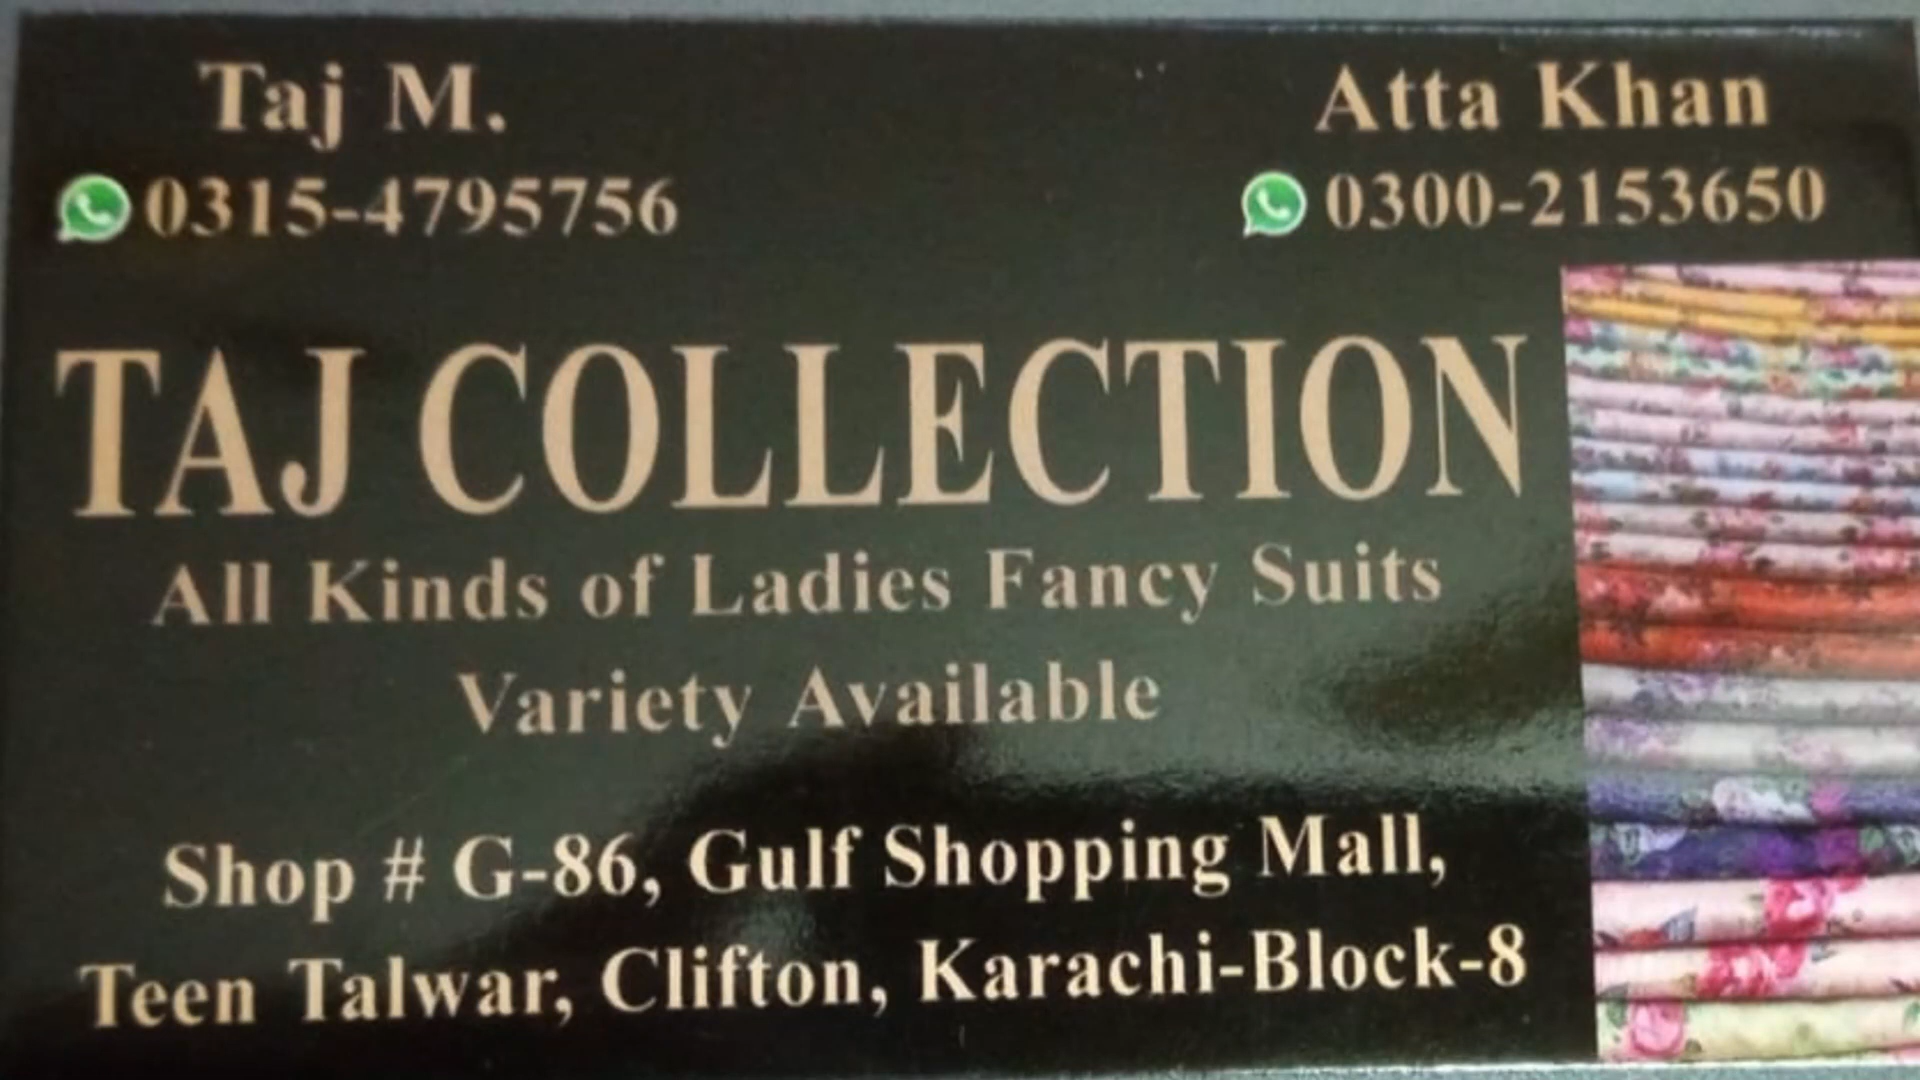 Taj M.
0315-4795756
Atta Khan
0300-2153650
TAJ COLLECTION
All Kinds of Ladies Fancy Suits
Variety Available
Shop # G-86, Gulf Shopping Mall,
Teen Talwar, Clifton, Karachi-Block-8